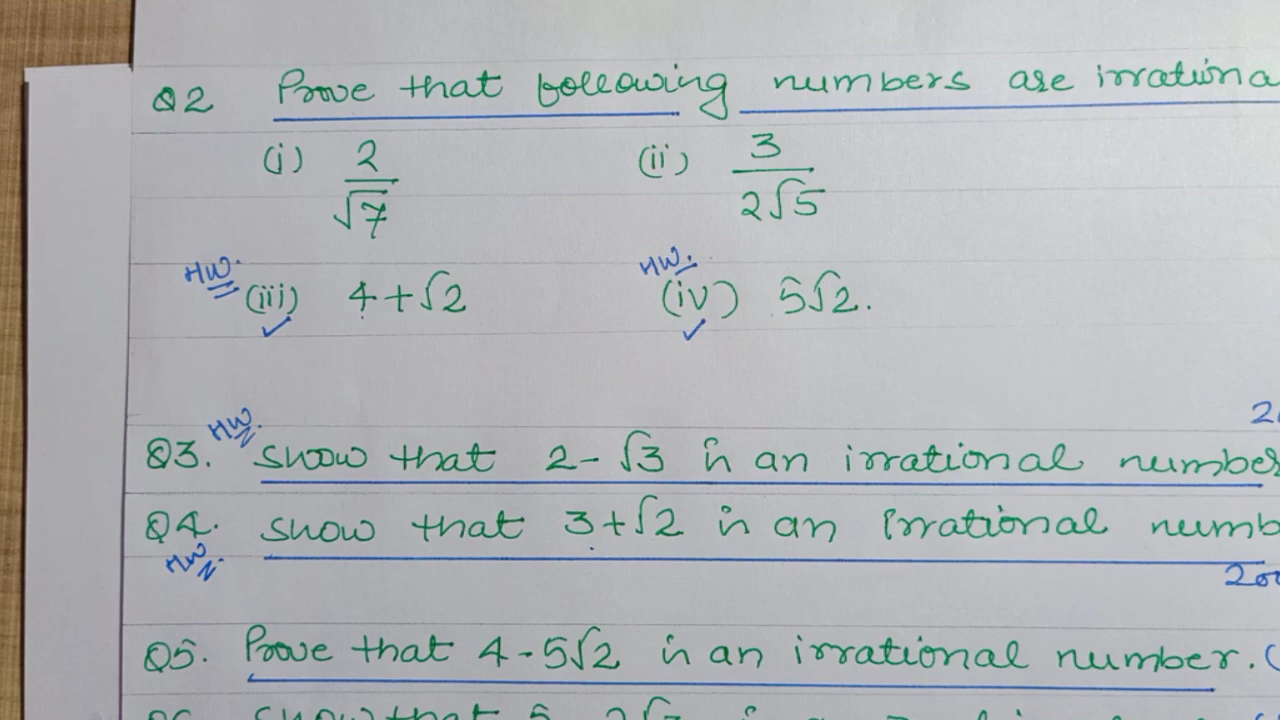 Q2 Prove that following numbers are irrationa
(i) 2/√7 (ii) 3/2√5
HW. HW.
(iii) 4+√2 (iv) 5√2.
HW.
Q3. Show that 2-√3 is an irrational number
Q4. Show that 3+√2 is an Irrational numb
HW.
Q5. Prove that 4-5√2 is an irrational number. (